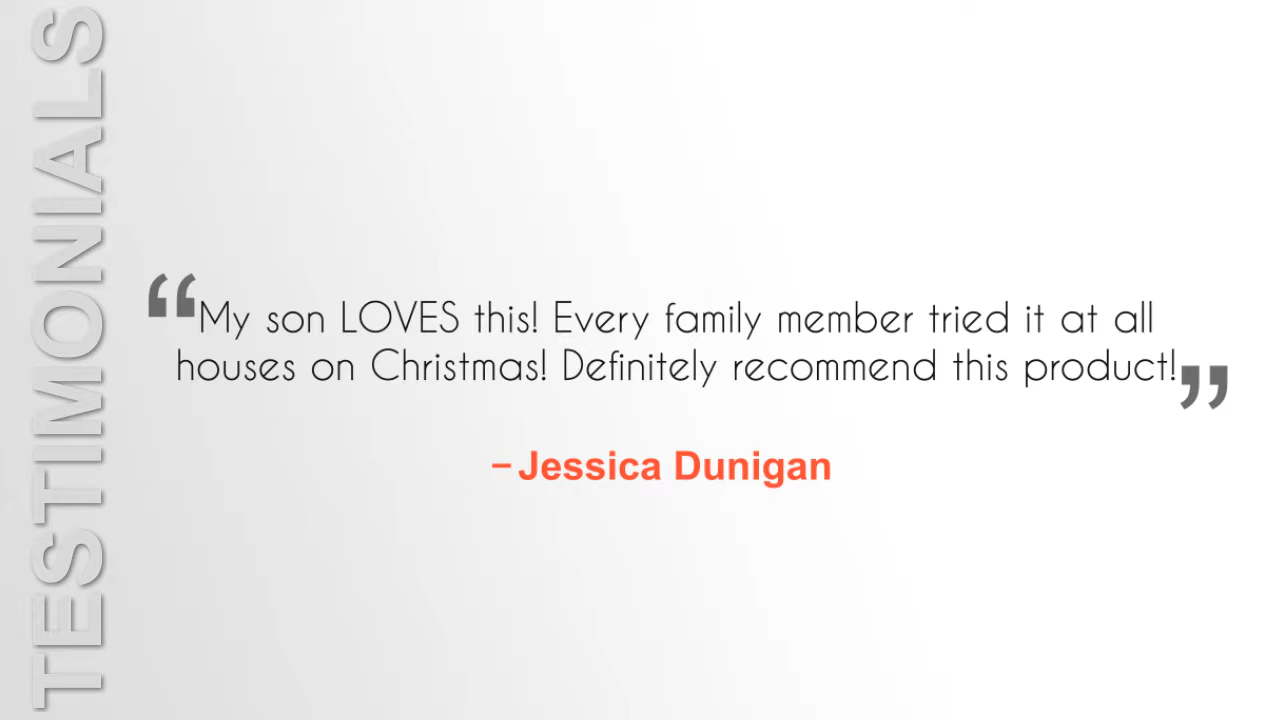 TESTIMONIALS
“My son LOVES this! Every family member tried it at all
houses on Christmas! Definitely recommend this product!”
– Jessica Dunigan